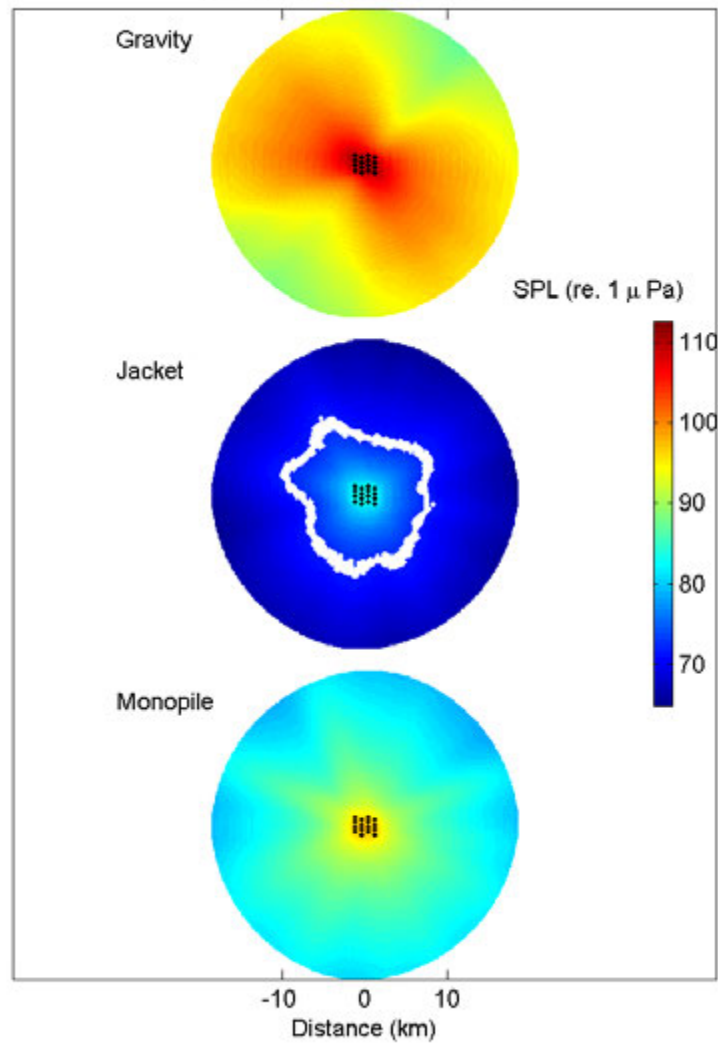 Gravity
SPL (re. 1 μ Pa)
110
Jacket
100
90
80
70
Monopile
-10 0 10
Distance (km)